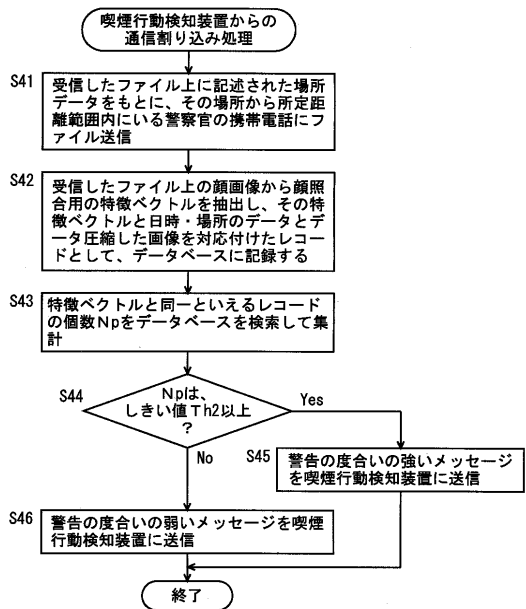 喫煙行動検知装置からの
通信割り込み処理
S41
受信したファイル上に記述された場所
データをもとに、その場所から所定距
離範囲内にいる警察官の携帯電話にフ
ァイル送信
S42
受信したファイル上の顔画像から顔照
合用の特徴ベクトルを抽出し、その特
徴ベクトルと日時・場所のデータとデ
ータ圧縮した画像を対応付けたレコー
ドとして、データベースに記録する
S43
特徴ベクトルと同一といえるレコード
の個数Npをデータベースを検索して集
計
S44
Npは、
しきい値Th2以上
?
Yes
No
S45
警告の度合いの強いメッセージ
を喫煙行動検知装置に送信
S46
警告の度合いの弱いメッセージを喫煙
行動検知装置に送信
終了